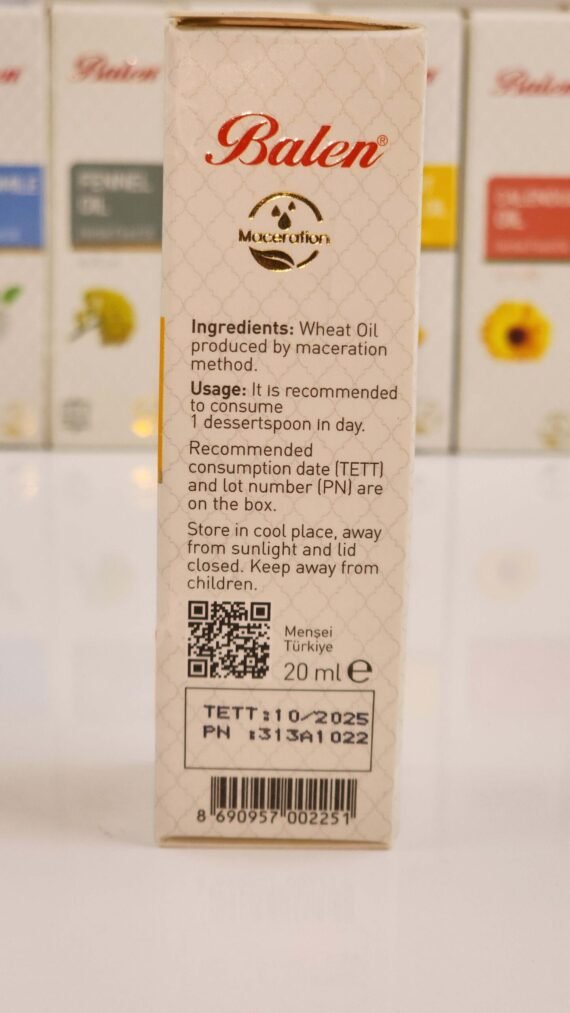 Balen
FENNEL
OIL
Balen®
Maceration
Ingredients: Wheat Oil
produced by maceration
method.
Usage: It is recommended
to consume
1 dessertspoon in day.
Recommended
consumption date (TETT)
and lot number (PN) are
on the box.
Store in cool place, away
from sunlight and lid
closed. Keep away from
children.
Menşei
Türkiye
20 ml ℮
TETT:10/2025
PN :313A1022
8 690957 002251
Balen
OIL